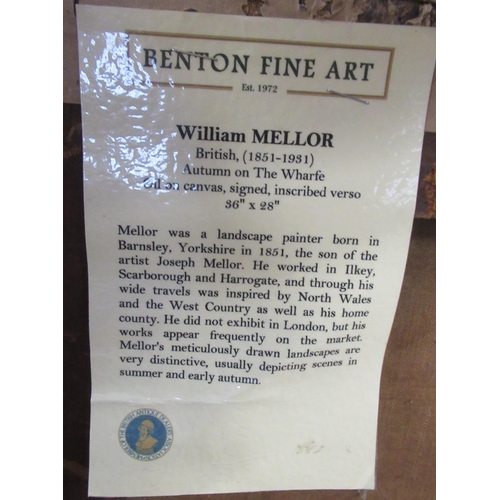 BENTON FINE ART
Est. 1972
William MELLOR
British, (1851-1931)
Autumn on The Wharfe
Oil on canvas, signed, inscribed verso
36" x 28"
Mellor was a landscape painter born in
Barnsley, Yorkshire in 1851, the son of the
artist Joseph Mellor. He worked in Ilkey,
Scarborough and Harrogate, and through his
wide travels was inspired by North Wales
and the West Country as well as his home
county. He did not exhibit in London, but his
works appear frequently on the market.
Mellor's meticulously drawn landscapes are
very distinctive, usually depicting scenes in
summer and early autumn.